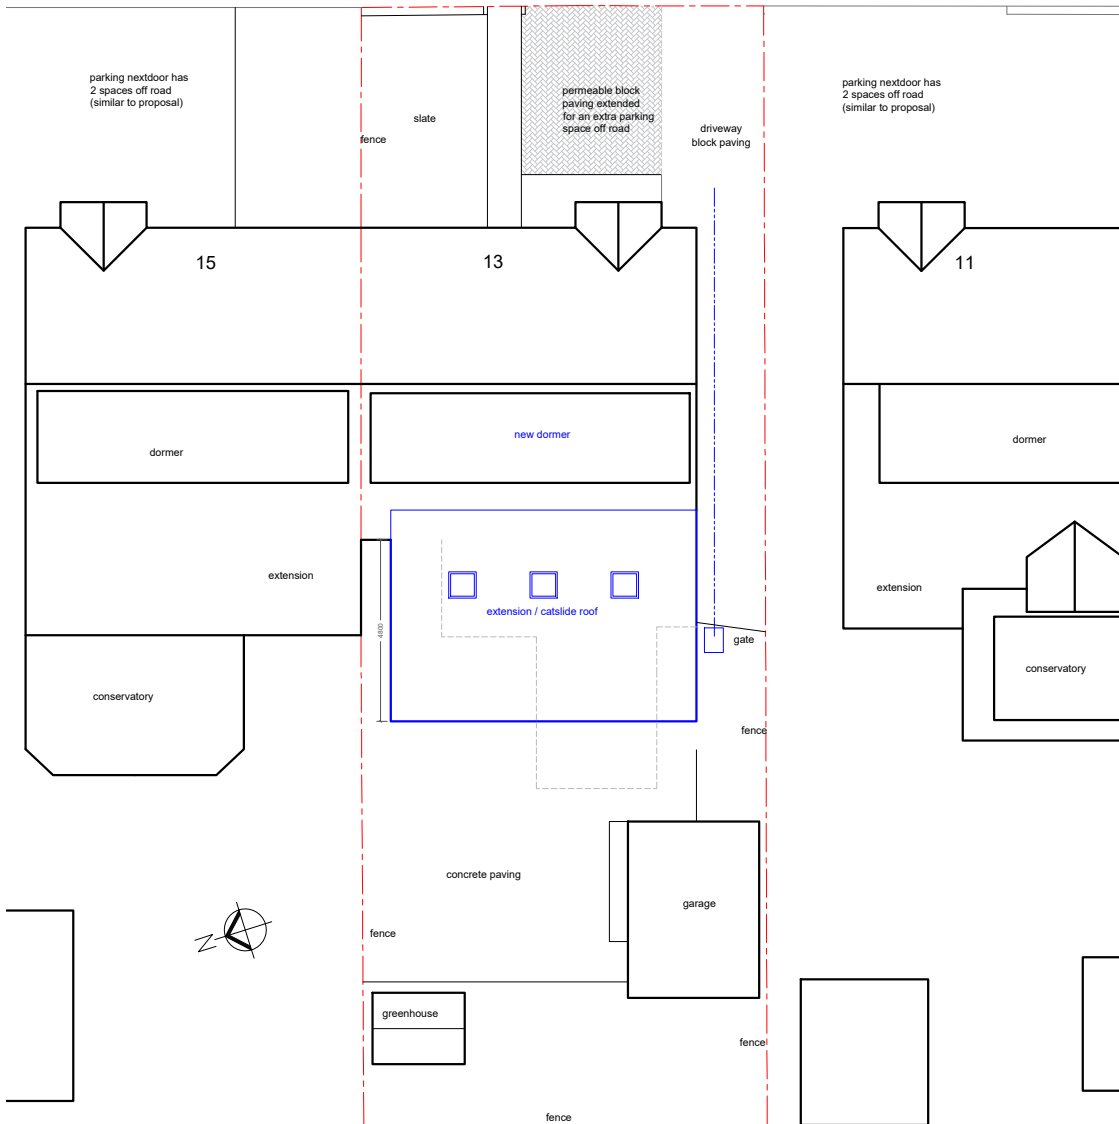 parking nextdoor has
2 spaces off road
(similar to proposal)
fence
slate
permeable block
paving extended
for an extra parking
space off road
driveway
block paving
parking nextdoor has
2 spaces off road
(similar to proposal)
15
13
11
dormer
new dormer
dormer
extension
extension / catslide roof
4800
extension
gate
conservatory
conservatory
fence
concrete paving
garage
fence
N
greenhouse
fence
fence